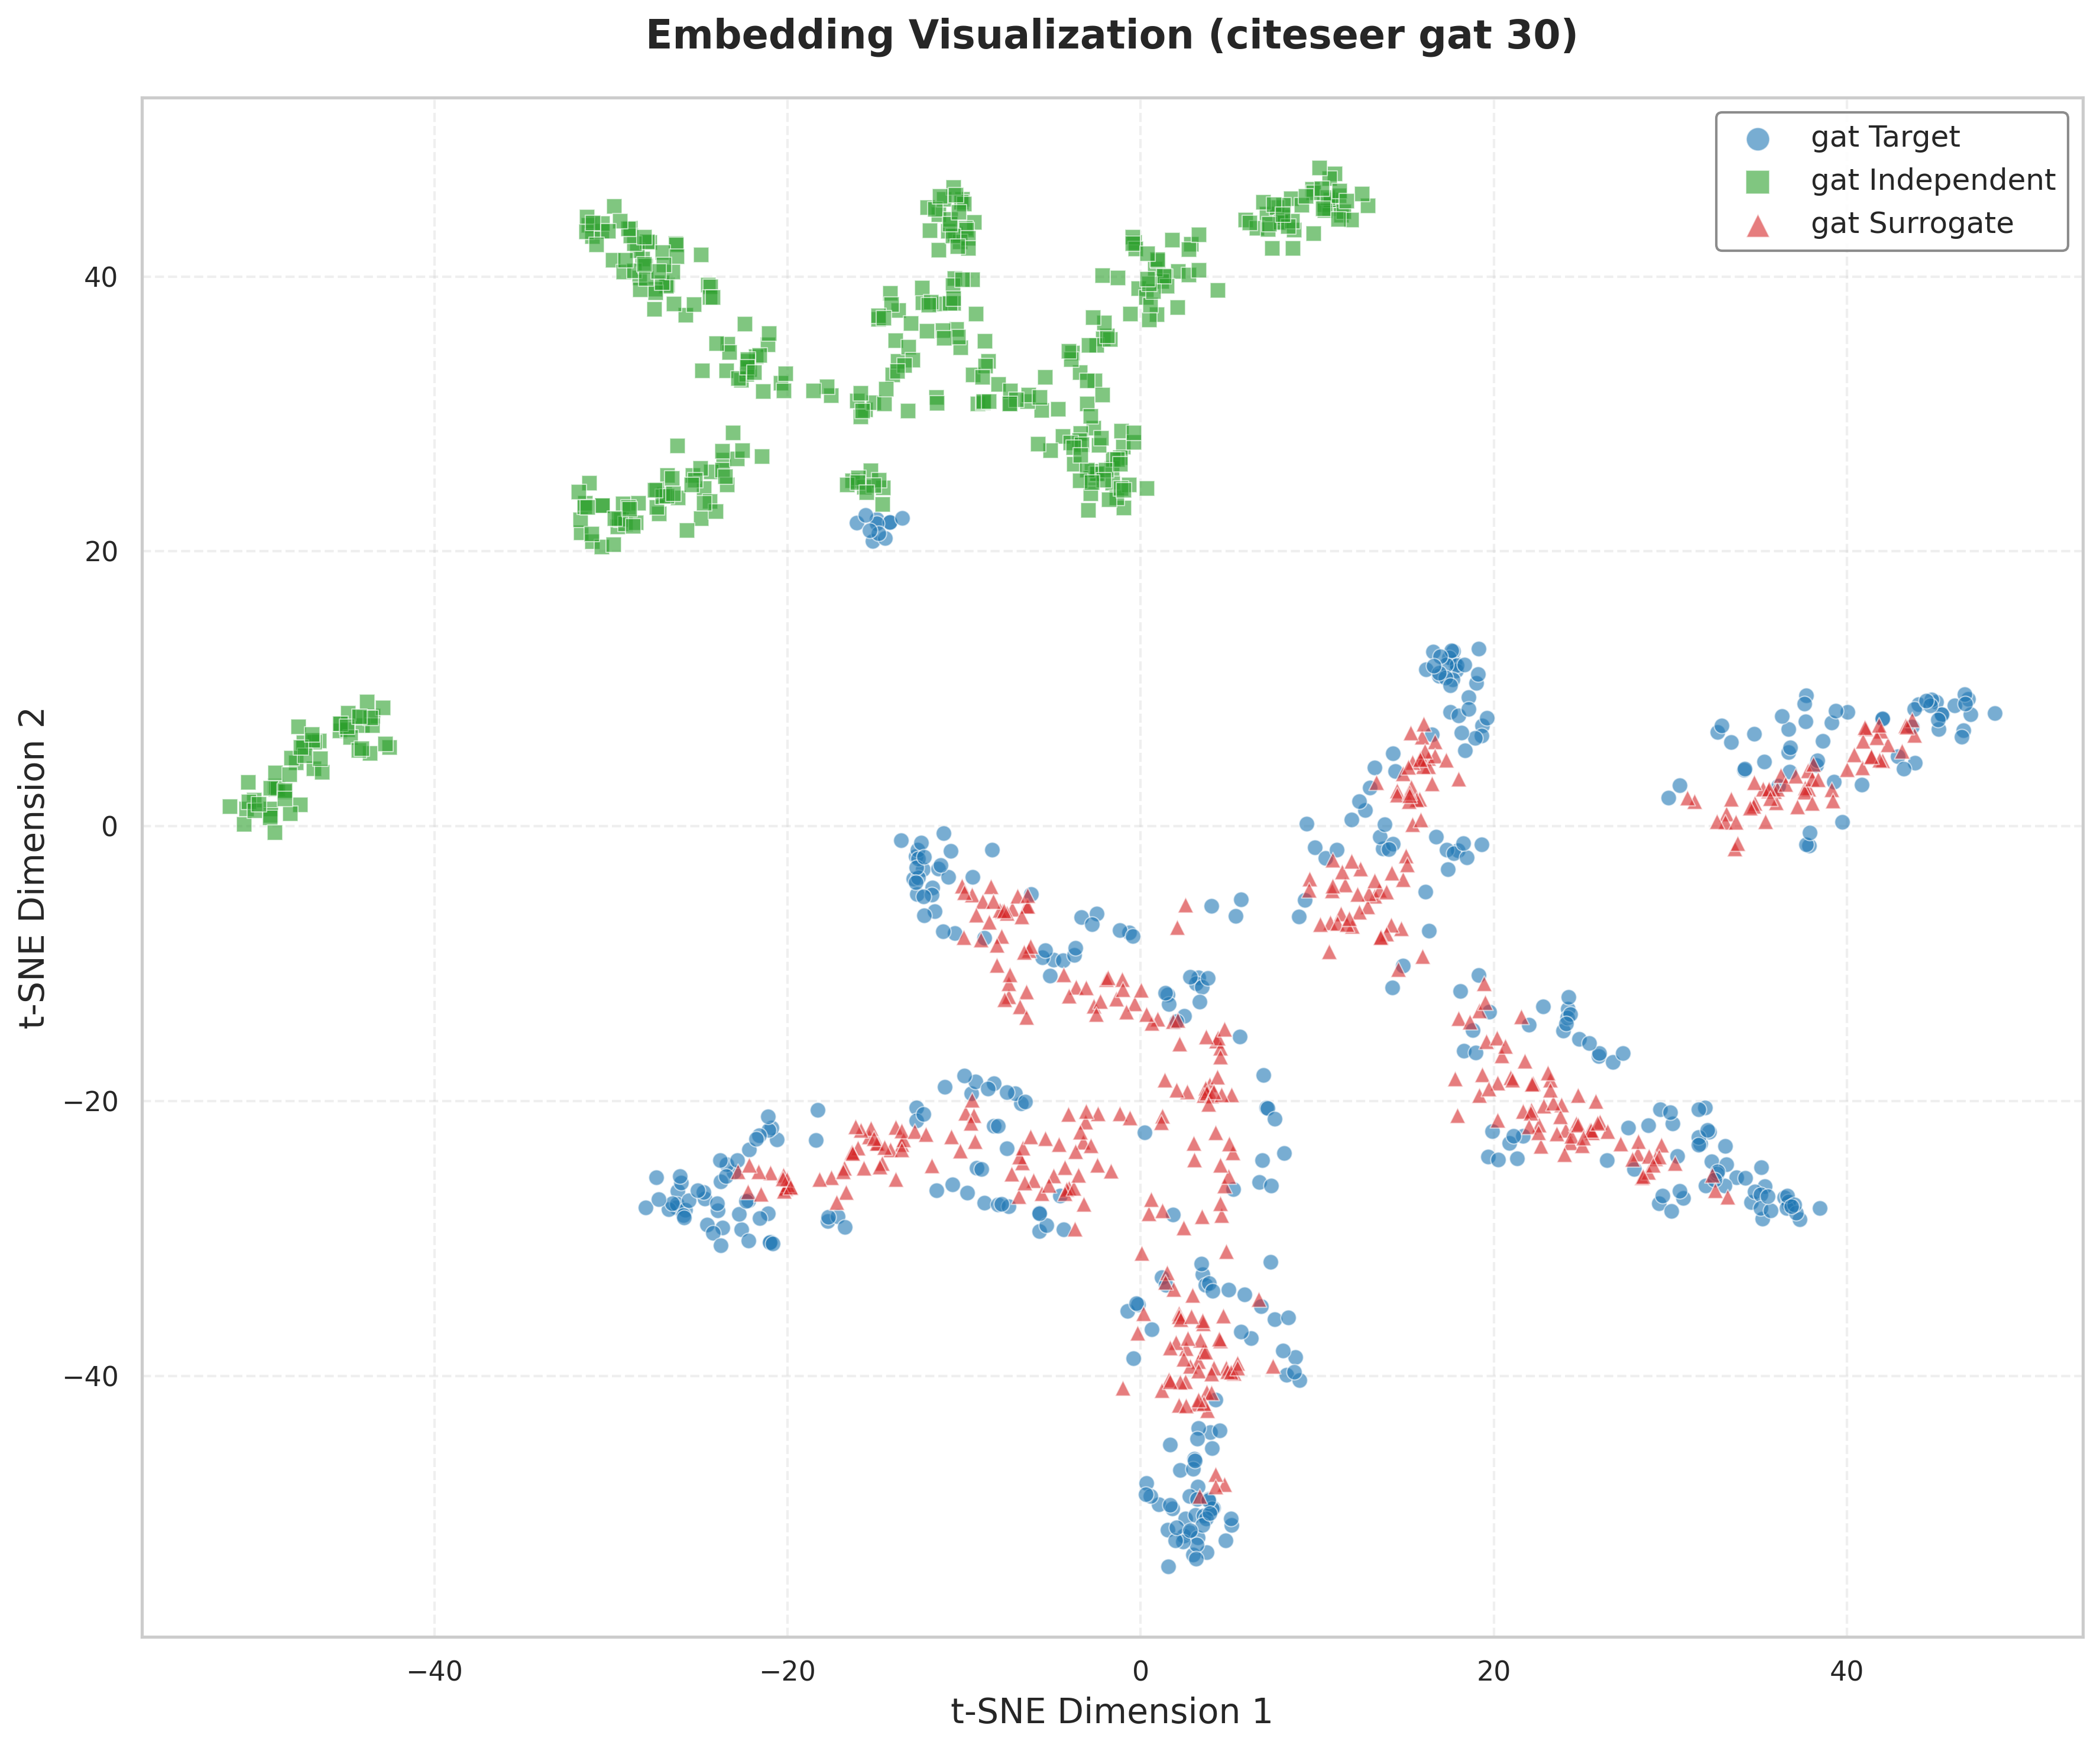 Embedding Visualization (citeseer gat 30)
gat Target
gat Independent
gat Surrogate
40
20
0
−20
−40
t-SNE Dimension 2
−40
−20
0
20
40
t-SNE Dimension 1